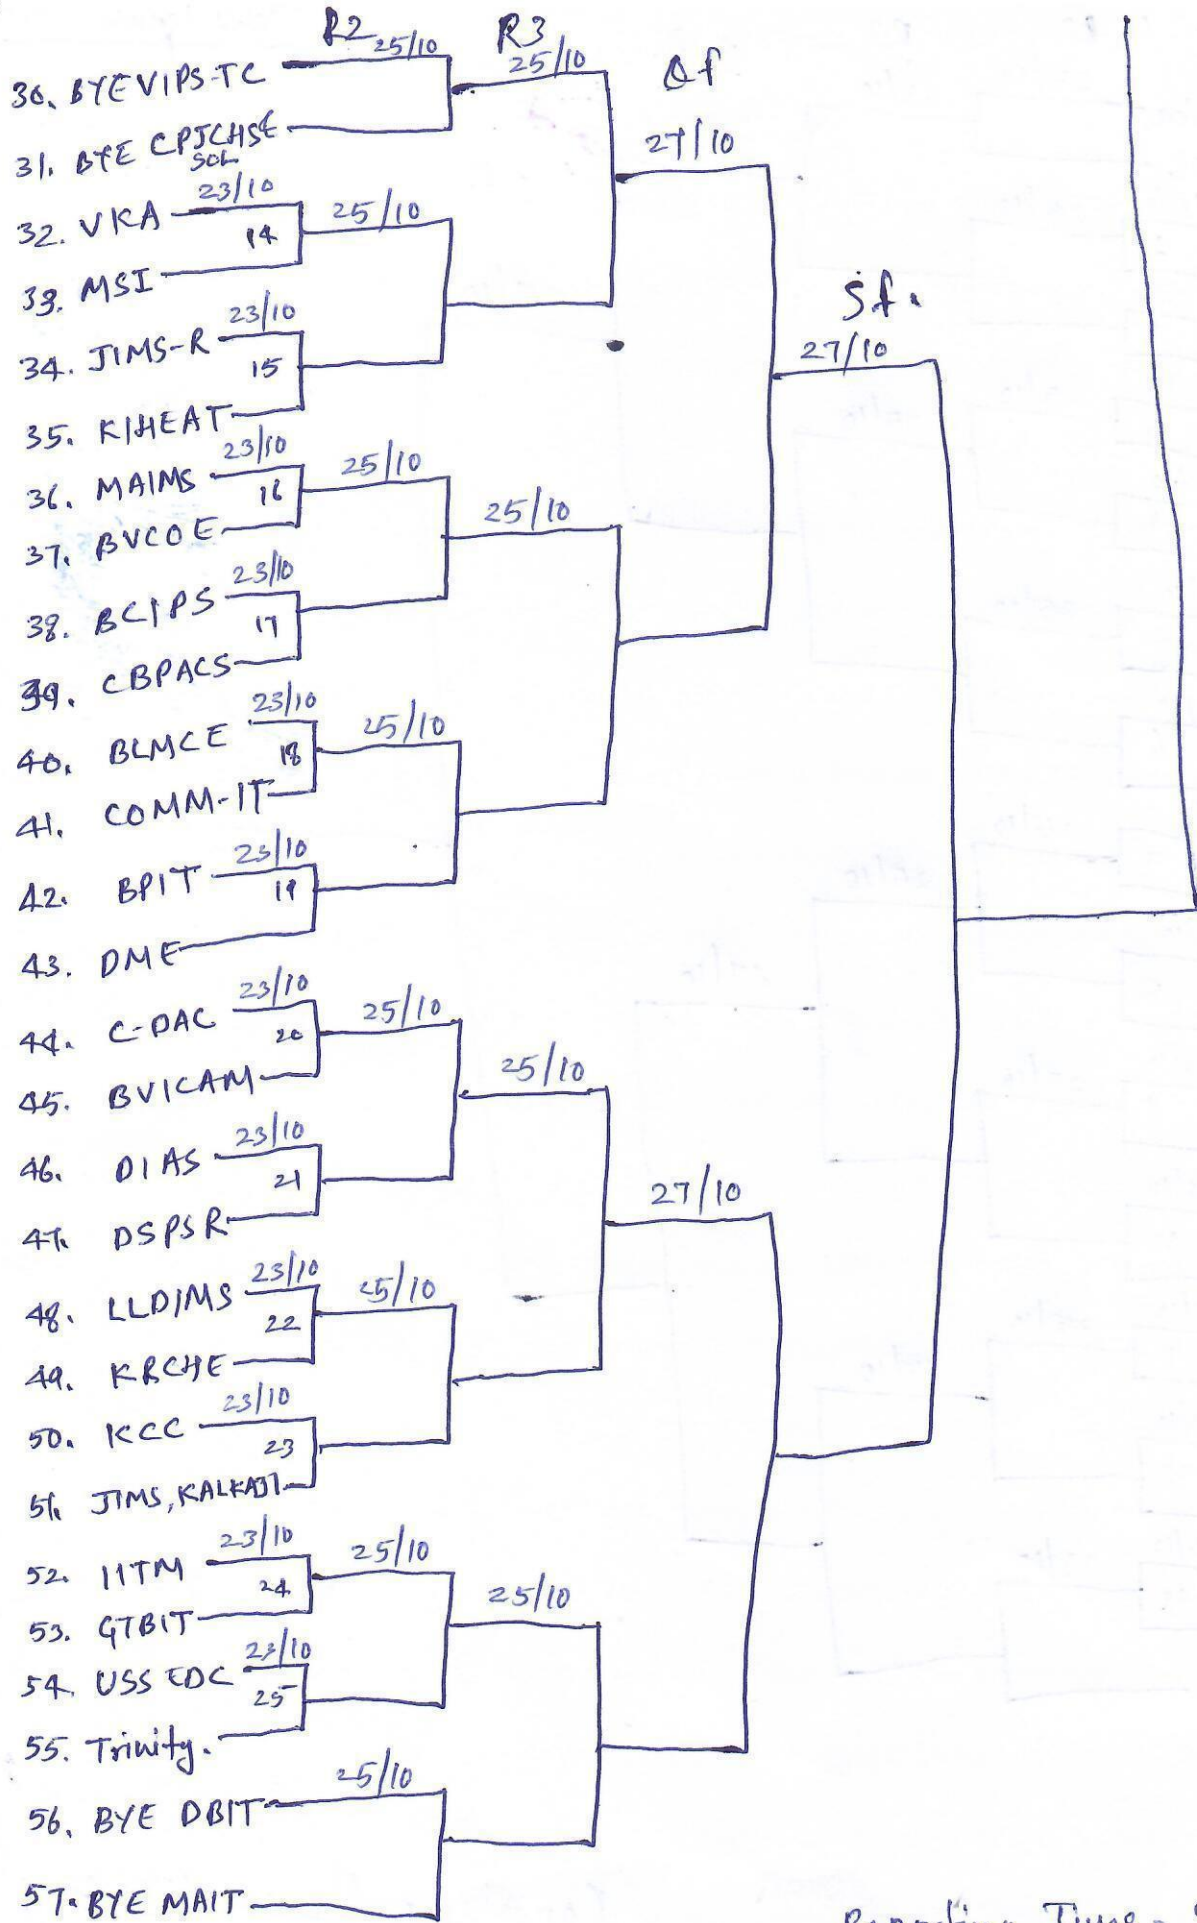 R2 R3
25/10 25/10 Qf
30. BYE VIPS-TC
31. BYE CPJCHS€ 27/10
SOL
23/10
32. VKA 25/10
14
33. MSI
Sf.
23/10
34. JIMS-R 27/10
15
35. KIHEAT
23/10
36. MAIMS 25/10
16 25/10
37. BVCOE
23/10
38. BCIPS
17
39. CBPACS
23/10
40. BLMCE 25/10
18
41. COMM-IT
23/10
42. BPIT
19
43. DME
23/10
44. C-DAC 25/10
20
45. BVICAM 25/10
23/10
46. DIAS
21 27/10
47. DSPSR
23/10
48. LLDIMS 25/10
22
49. KRCHE
23/10
50. KCC
23
51. JIMS, KALKAJI
23/10
52. IITM 25/10
24 25/10
53. GTBIT
23/10
54. USS EDC
25
55. Trinity.
25/10
56. BYE DBIT
57. BYE MAIT